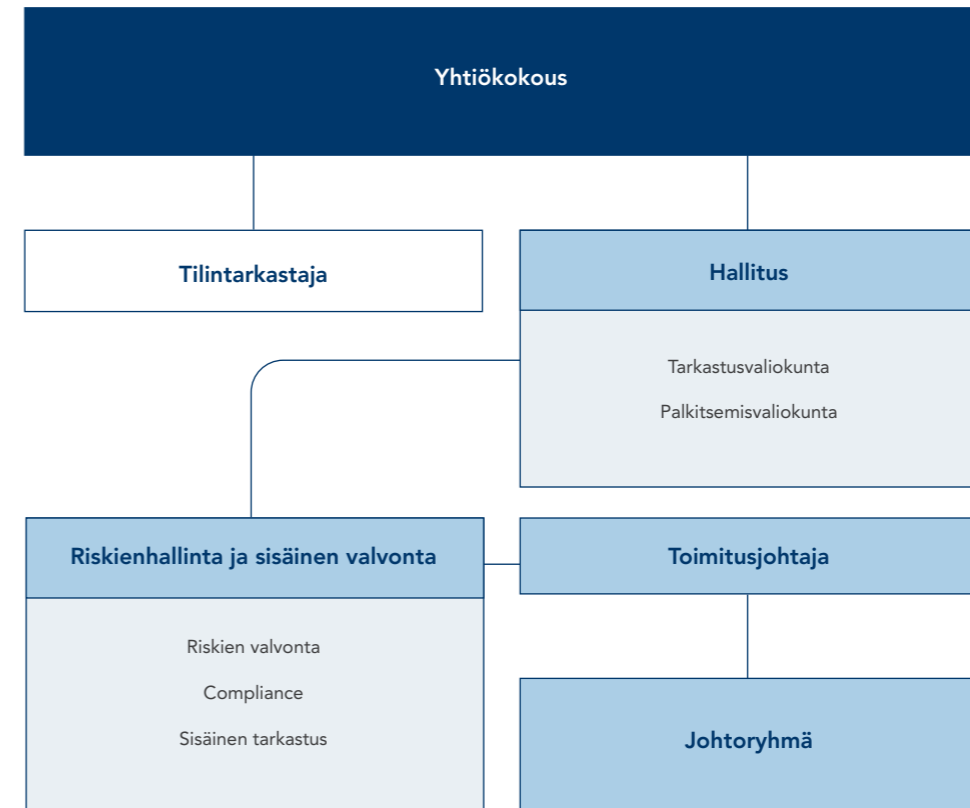 Yhtiökokous
Tilintarkastaja
Hallitus
Tarkastusvaliokunta
Palkitsemisvaliokunta
Riskienhallinta ja sisäinen valvonta
Riskien valvonta
Compliance
Sisäinen tarkastus
Toimitusjohtaja
Johtoryhmä